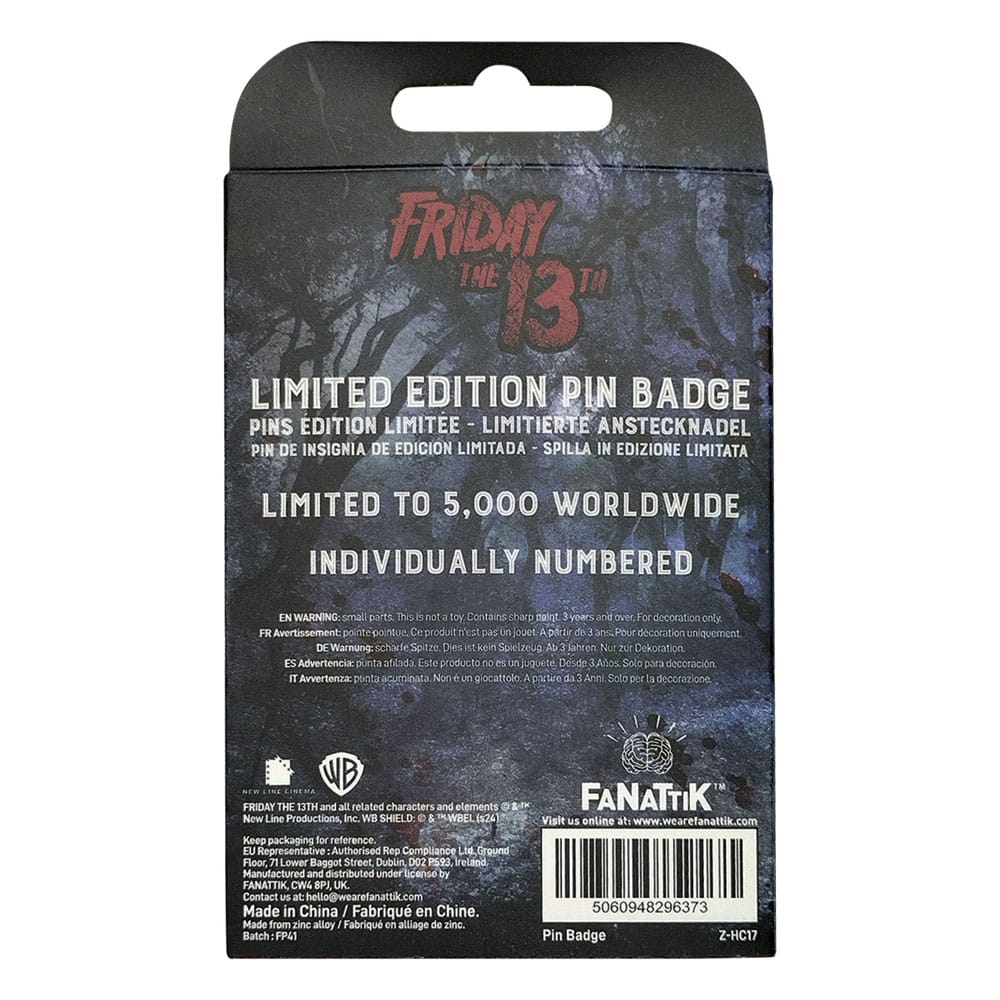 FRIDAY
THE 13TH
LIMITED EDITION PIN BADGE
PINS EDITION LIMITÉE - LIMITIERTE ANSTECKNADEL
PIN DE INSIGNIA DE EDICIÓN LIMITADA - SPILLA IN EDIZIONE LIMITATA
LIMITED TO 5,000 WORLDWIDE
INDIVIDUALLY NUMBERED
EN WARNING: small parts. This is not a toy. Contains sharp point. 3 years and over. For decoration only.
FR Avertissement: pointe pointue. Ce produit n'est pas un jouet. A partir de 3 ans. Pour décoration uniquement.
DE Warnung: scharfe Spitze. Dies ist kein Spielzeug. Ab 3 Jahren. Nur zur Dekoration.
ES Advertencia: punta afilada. Este producto no es un juguete. Desde 3 Años. Solo para decoración.
IT Avvertenza: punta acuminata. Non è un giocattolo. A partire da 3 Anni. Solo per la decorazione.
NEW LINE CINEMA
WB
FRIDAY THE 13TH and all related characters and elements © & ™
New Line Productions, Inc. WB SHIELD: © & ™ WBEI (s24)
Keep packaging for reference.
EU Representative : Authorised Rep Compliance Ltd. Ground
Floor, 71 Lower Baggot Street, Dublin, D02 P593, Ireland.
Manufactured and distributed under license by
FANATTIK, CW4 8PJ, UK.
Contact us at: hello@wearefanattik.com
Made in China / Fabriqué en Chine.
Made from zinc alloy / Fabriqué en alliage de zinc.
Batch : FP41
FANATTIK™
Visit us online at: www.wearefanattik.com
5060948296373
Pin Badge Z-HC17